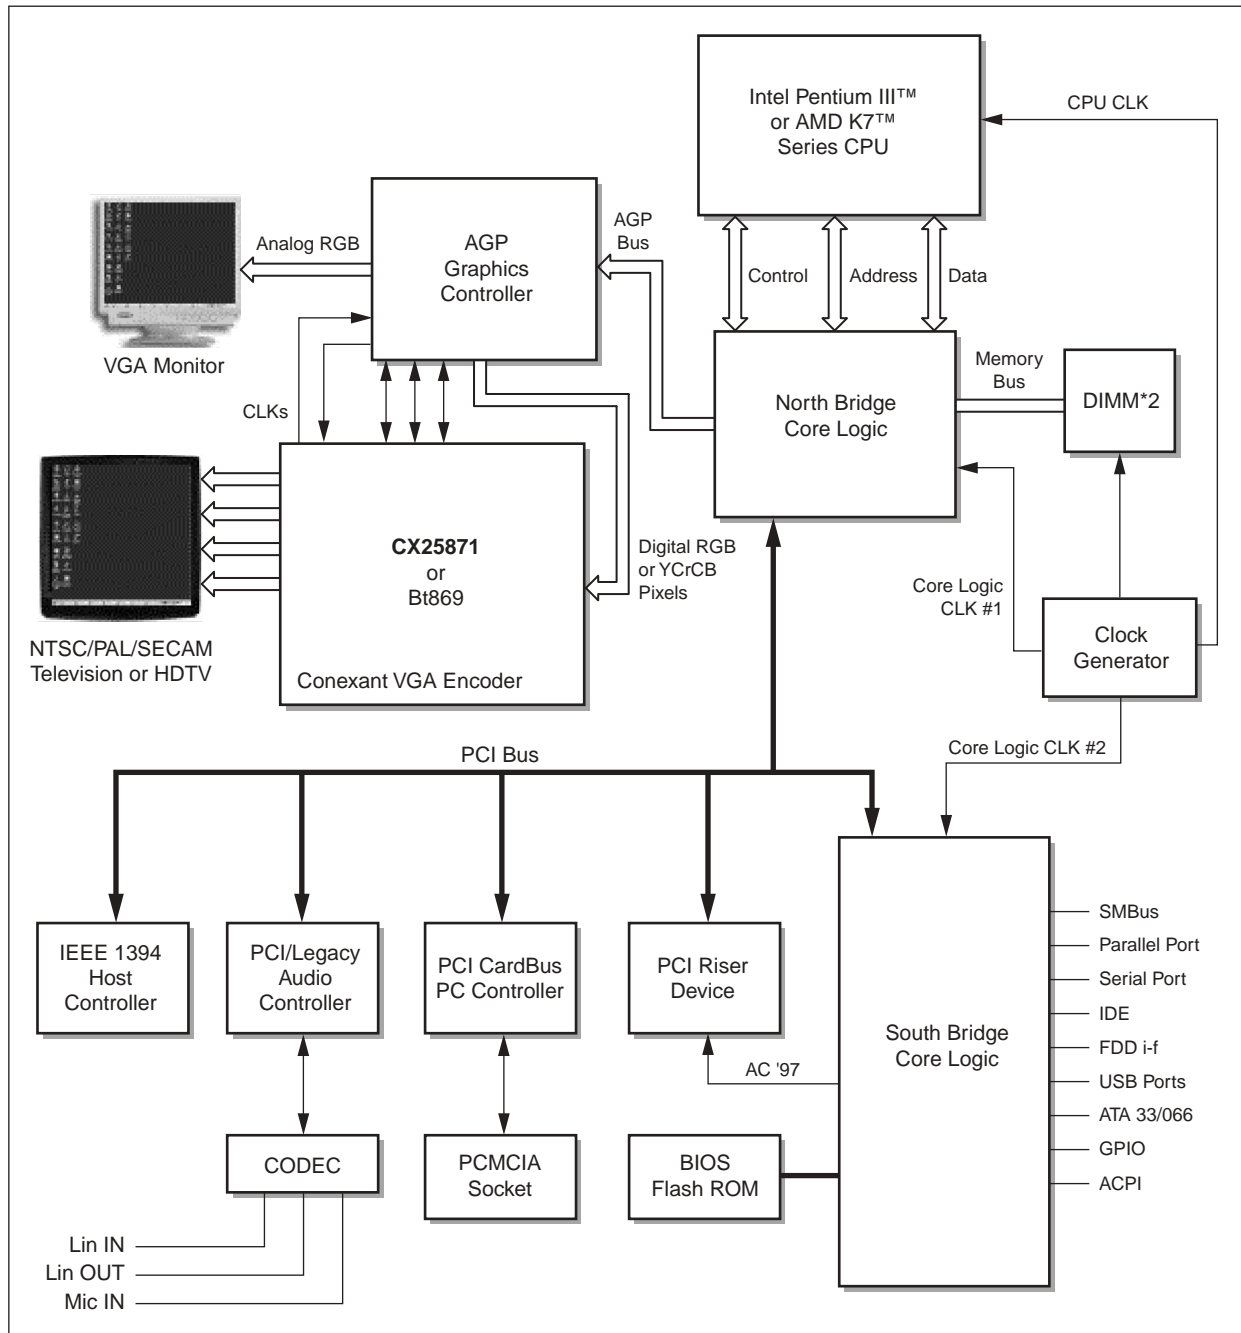 Intel Pentium III™
or AMD K7™
Series CPU
CPU CLK
AGP
Graphics
Controller
AGP
Bus
Analog RGB
Control
Address
Data
VGA Monitor
CLKs
North Bridge
Core Logic
Memory
Bus
DIMM*2
CX25871
or
Bt869
Conexant VGA Encoder
Digital RGB
or YCrCB
Pixels
NTSC/PAL/SECAM
Television or HDTV
Core Logic
CLK #1
Clock
Generator
PCI Bus
Core Logic CLK #2
IEEE 1394
Host
Controller
PCI/Legacy
Audio
Controller
PCI CardBus
PC Controller
PCI Riser
Device
South Bridge
Core Logic
SMBus
Parallel Port
Serial Port
IDE
FDD i-f
USB Ports
ATA 33/066
GPIO
ACPI
AC '97
CODEC
PCMCIA
Socket
BIOS
Flash ROM
Lin IN
Lin OUT
Mic IN